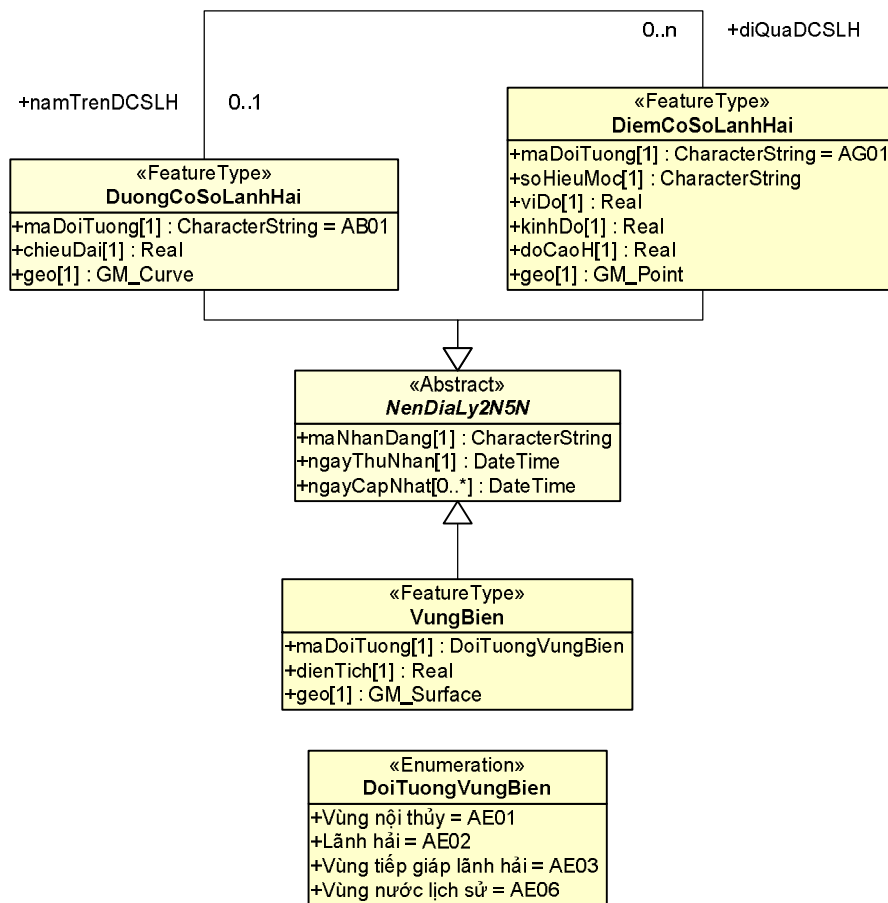 0..n
+diQuaDCSLH
+namTrenDCSLH
0..1
«FeatureType»
DiemCoSoLanhHai
+maDoiTuong[1] : CharacterString = AG01
+soHieuMoc[1] : CharacterString
+viDo[1] : Real
+kinhDo[1] : Real
+doCaoH[1] : Real
+geo[1] : GM_Point
«FeatureType»
DuongCoSoLanhHai
+maDoiTuong[1] : CharacterString = AB01
+chieuDai[1] : Real
+geo[1] : GM_Curve
«Abstract»
NenDiaLy2N5N
+maNhanDang[1] : CharacterString
+ngayThuNhan[1] : DateTime
+ngayCapNhat[0..*] : DateTime
«FeatureType»
VungBien
+maDoiTuong[1] : DoiTuongVungBien
+dienTich[1] : Real
+geo[1] : GM_Surface
«Enumeration»
DoiTuongVungBien
+Vùng nội thủy = AE01
+Lãnh hải = AE02
+Vùng tiếp giáp lãnh hải = AE03
+Vùng nước lịch sử = AE06